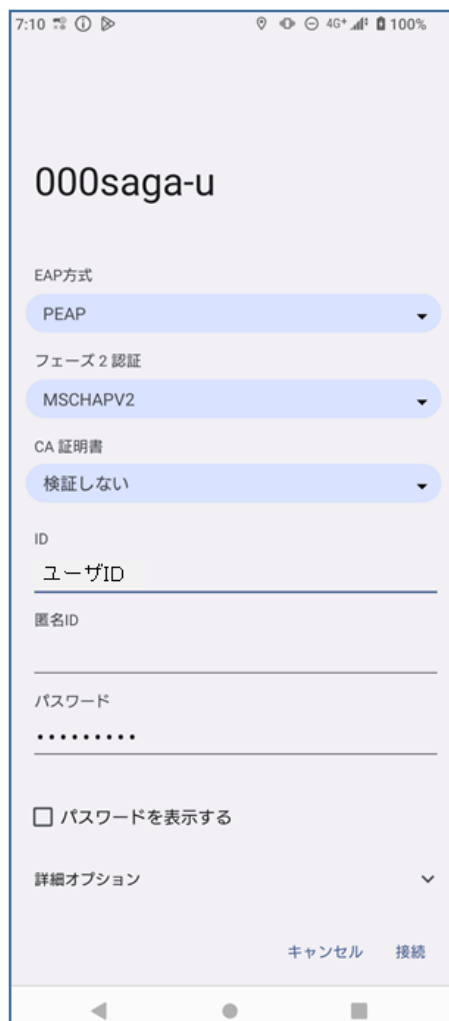 7:10 4G+ 100%
000saga-u
EAP方式
PEAP
フェーズ 2 認証
MSCHAPV2
CA 証明書
検証しない
ID
ユーザID
匿名ID
パスワード
•••••••••
パスワードを表示する
詳細オプション
キャンセル 接続